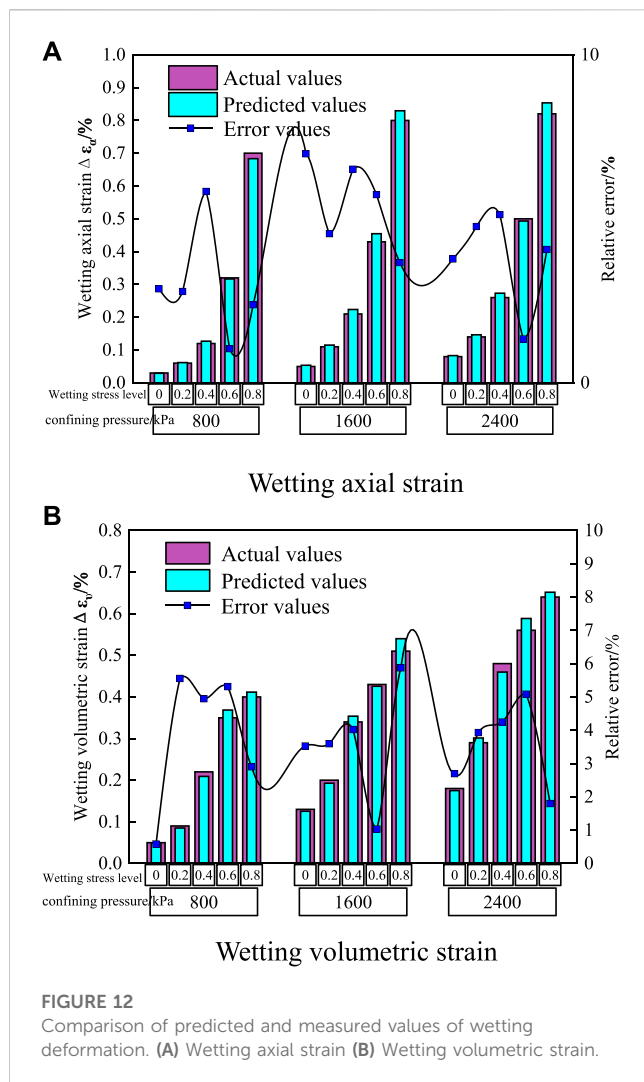 A
1.0
0.9
0.8
0.7
0.6
0.5
0.4
0.3
0.2
0.1
0.0
Wetting axial strain Δ εα/%
Actual values
Predicted values
Error values
10
0
Relative error/%
Wetting stress level 0 0.2 0.4 0.6 0.8 0 0.2 0.4 0.6 0.8 0 0.2 0.4 0.6 0.8
confining pressure/kPa 800 1600 2400
Wetting axial strain
B
0.8
0.7
0.6
0.5
0.4
0.3
0.2
0.1
0.0
Wetting volumetric strain Δ ευ/%
Actual values
Predicted values
Error values
10
9
8
7
6
5
4
3
2
1
0
Relative error/%
Wetting stress level 0 0.2 0.4 0.6 0.8 0 0.2 0.4 0.6 0.8 0 0.2 0.4 0.6 0.8
confining pressure/kPa 800 1600 2400
Wetting volumetric strain
FIGURE 12
Comparison of predicted and measured values of wetting
deformation. (A) Wetting axial strain (B) Wetting volumetric strain.